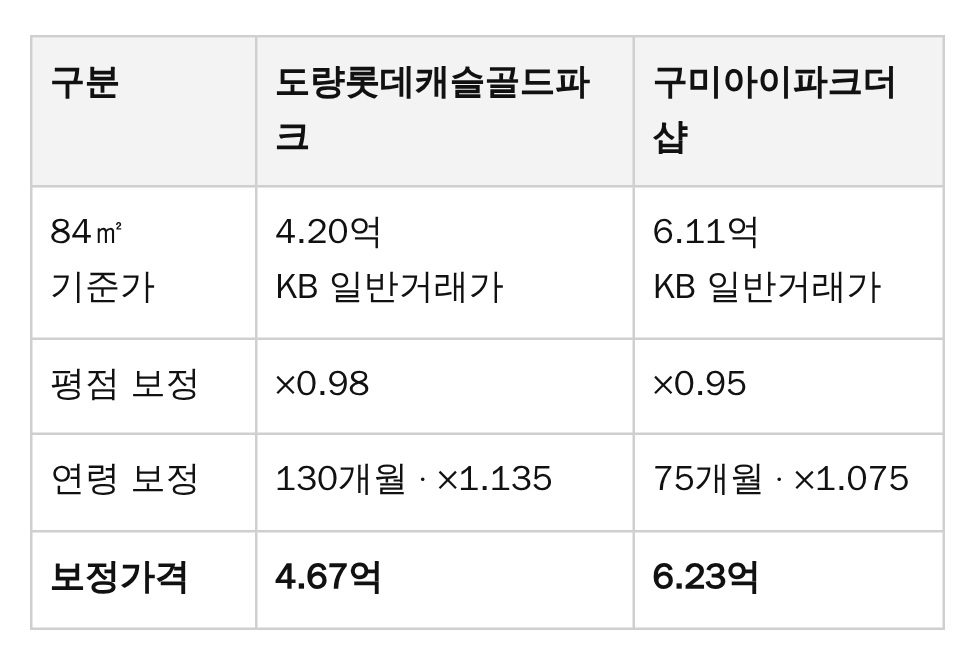 구분
도량롯데캐슬골드파
크
구미아이파크더
샵
84㎡
기준가
4.20억
KB 일반거래가
6.11억
KB 일반거래가
평점 보정
×0.98
×0.95
연령 보정
130개월 · ×1.135
75개월 · ×1.075
보정가격
4.67억
6.23억